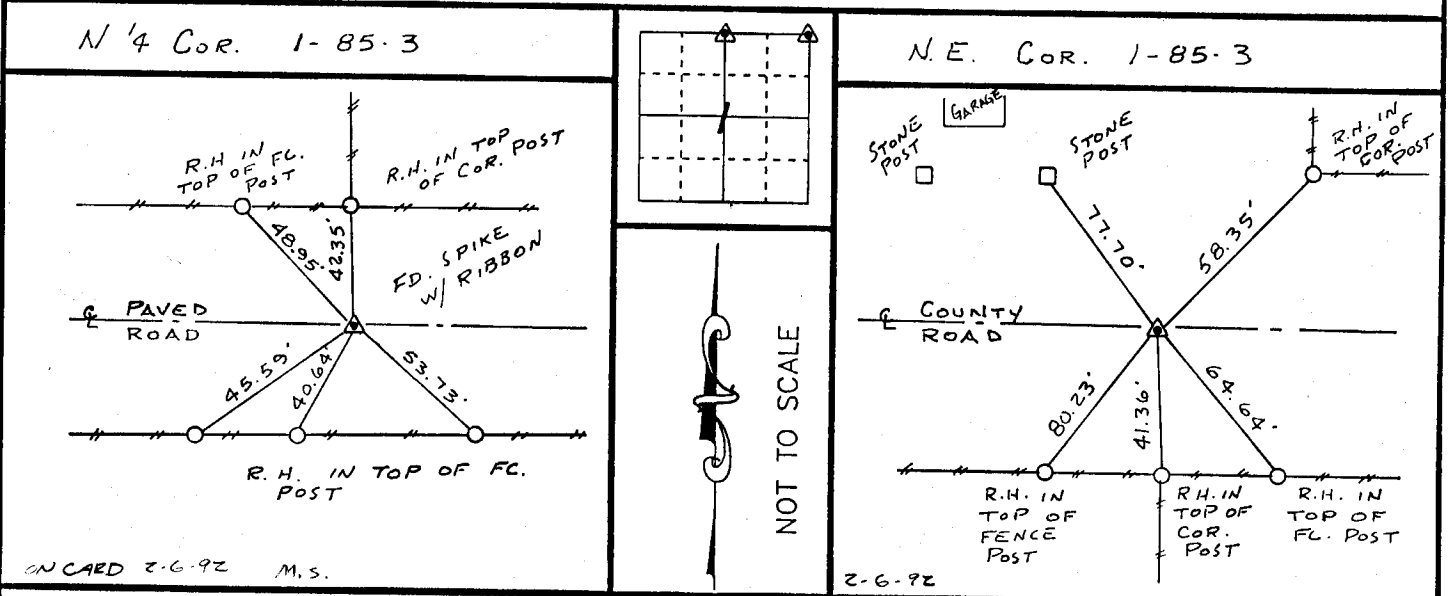 N 1/4 COR. 1-85-3
R.H IN
TOP OF FC.
POST
R.H. IN TOP
OF COR. POST
48.95'
42.35'
FD. SPIKE
W/ RIBBON
℄ PAVED
ROAD
45.59'
40.64'
53.73'
R.H. IN TOP OF FC.
POST
ON CARD 2-6-92 M.S.
1
NOT TO SCALE
N.E. COR. 1-85-3
STONE
POST
GARAGE
STONE
POST
R.H. IN
TOP OF
COR. POST
77.70'
58.35'
℄ COUNTY
ROAD
80.23'
41.36'
64.64'
R.H. IN
TOP OF
FENCE
POST
R.H. IN
TOP OF
COR.
POST
R.H. IN
TOP OF
FC. POST
2-6-92